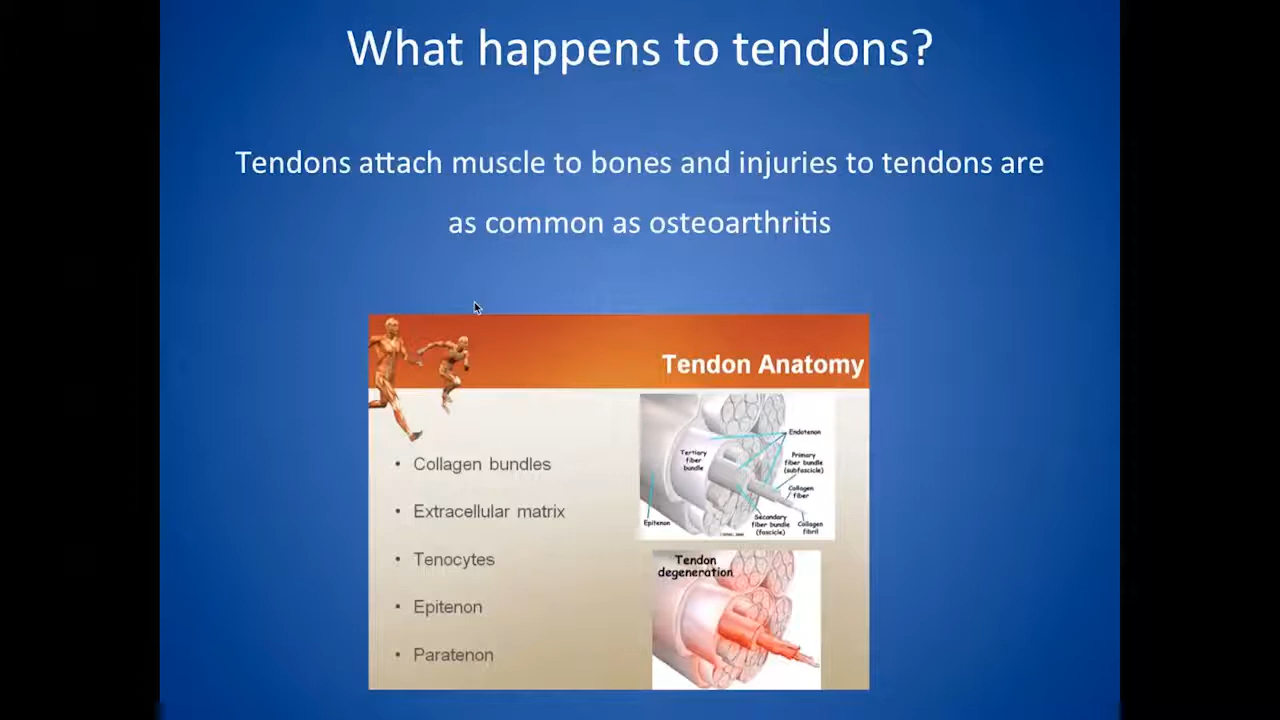 What happens to tendons?
Tendons attach muscle to bones and injuries to tendons are
as common as osteoarthritis
Tendon Anatomy
• Collagen bundles
• Extracellular matrix
• Tenocytes
• Epitenon
• Paratenon
Endotenon
Tertiary
fiber
bundle
Primary
fiber bundle
(subfascicle)
Collagen
fiber
Epitenon
Secondary
fiber bundle
(fascicle)
Collagen
fibril
Tendon
degeneration